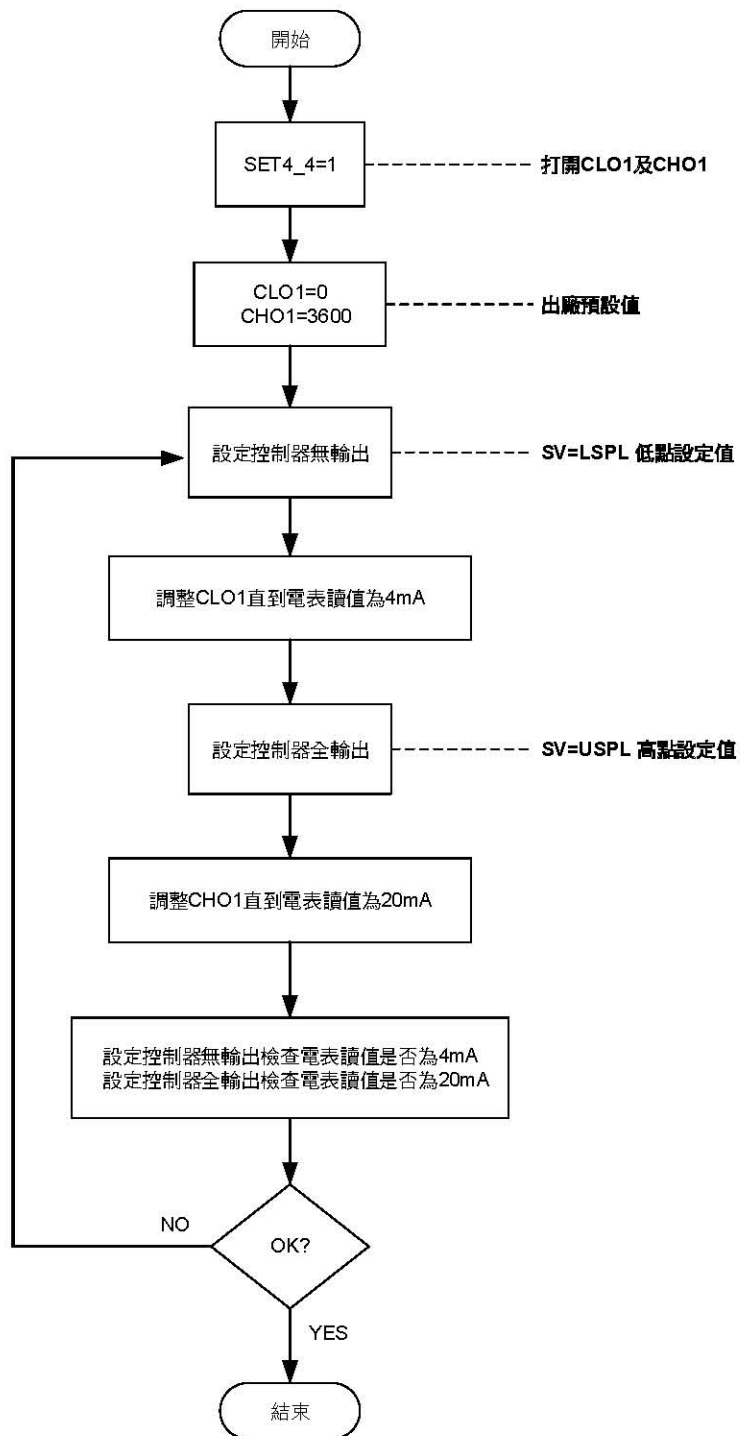 開始
SET4_4=1
打開CLO1及CHO1
CLO1=0
CHO1=3600
出廠預設值
設定控制器無輸出
SV=LSPL 低點設定值
調整CLO1直到電表讀值為4mA
設定控制器全輸出
SV=USPL 高點設定值
調整CHO1直到電表讀值為20mA
設定控制器無輸出檢查電表讀值是否為4mA
設定控制器全輸出檢查電表讀值是否為20mA
NO
OK?
YES
結束